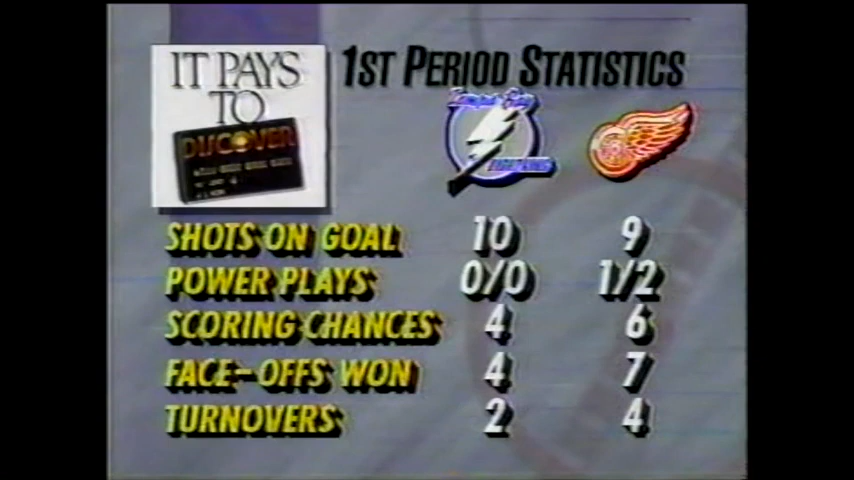 IT PAYS
TO
DISCOVER
1ST PERIOD STATISTICS
Tampa Bay
LIGHTNING
SHOTS ON GOAL 10 9
POWER PLAYS 0/0 1/2
SCORING CHANCES 4 6
FACE-OFFS WON 4 7
TURNOVERS 2 4